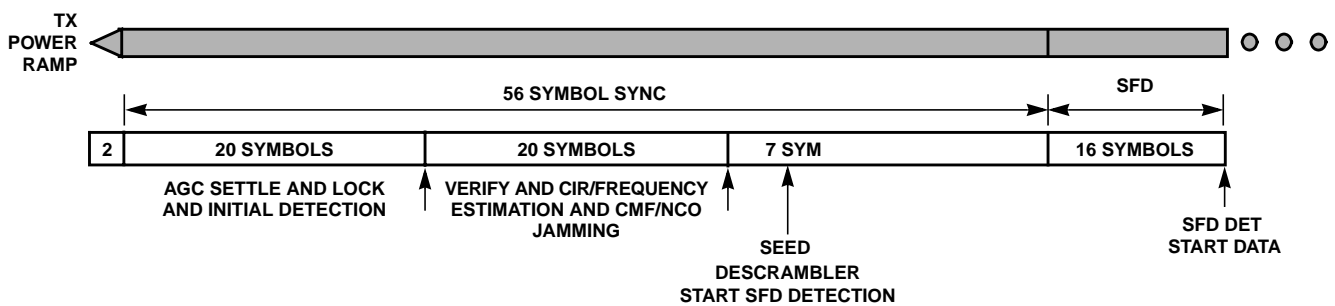 TX
POWER
RAMP
56 SYMBOL SYNC
SFD
2
20 SYMBOLS
20 SYMBOLS
7 SYM
16 SYMBOLS
AGC SETTLE AND LOCK
AND INITIAL DETECTION
VERIFY AND CIR/FREQUENCY
ESTIMATION AND CMF/NCO
JAMMING
SEED
DESCRAMBLER
START SFD DETECTION
SFD DET
START DATA